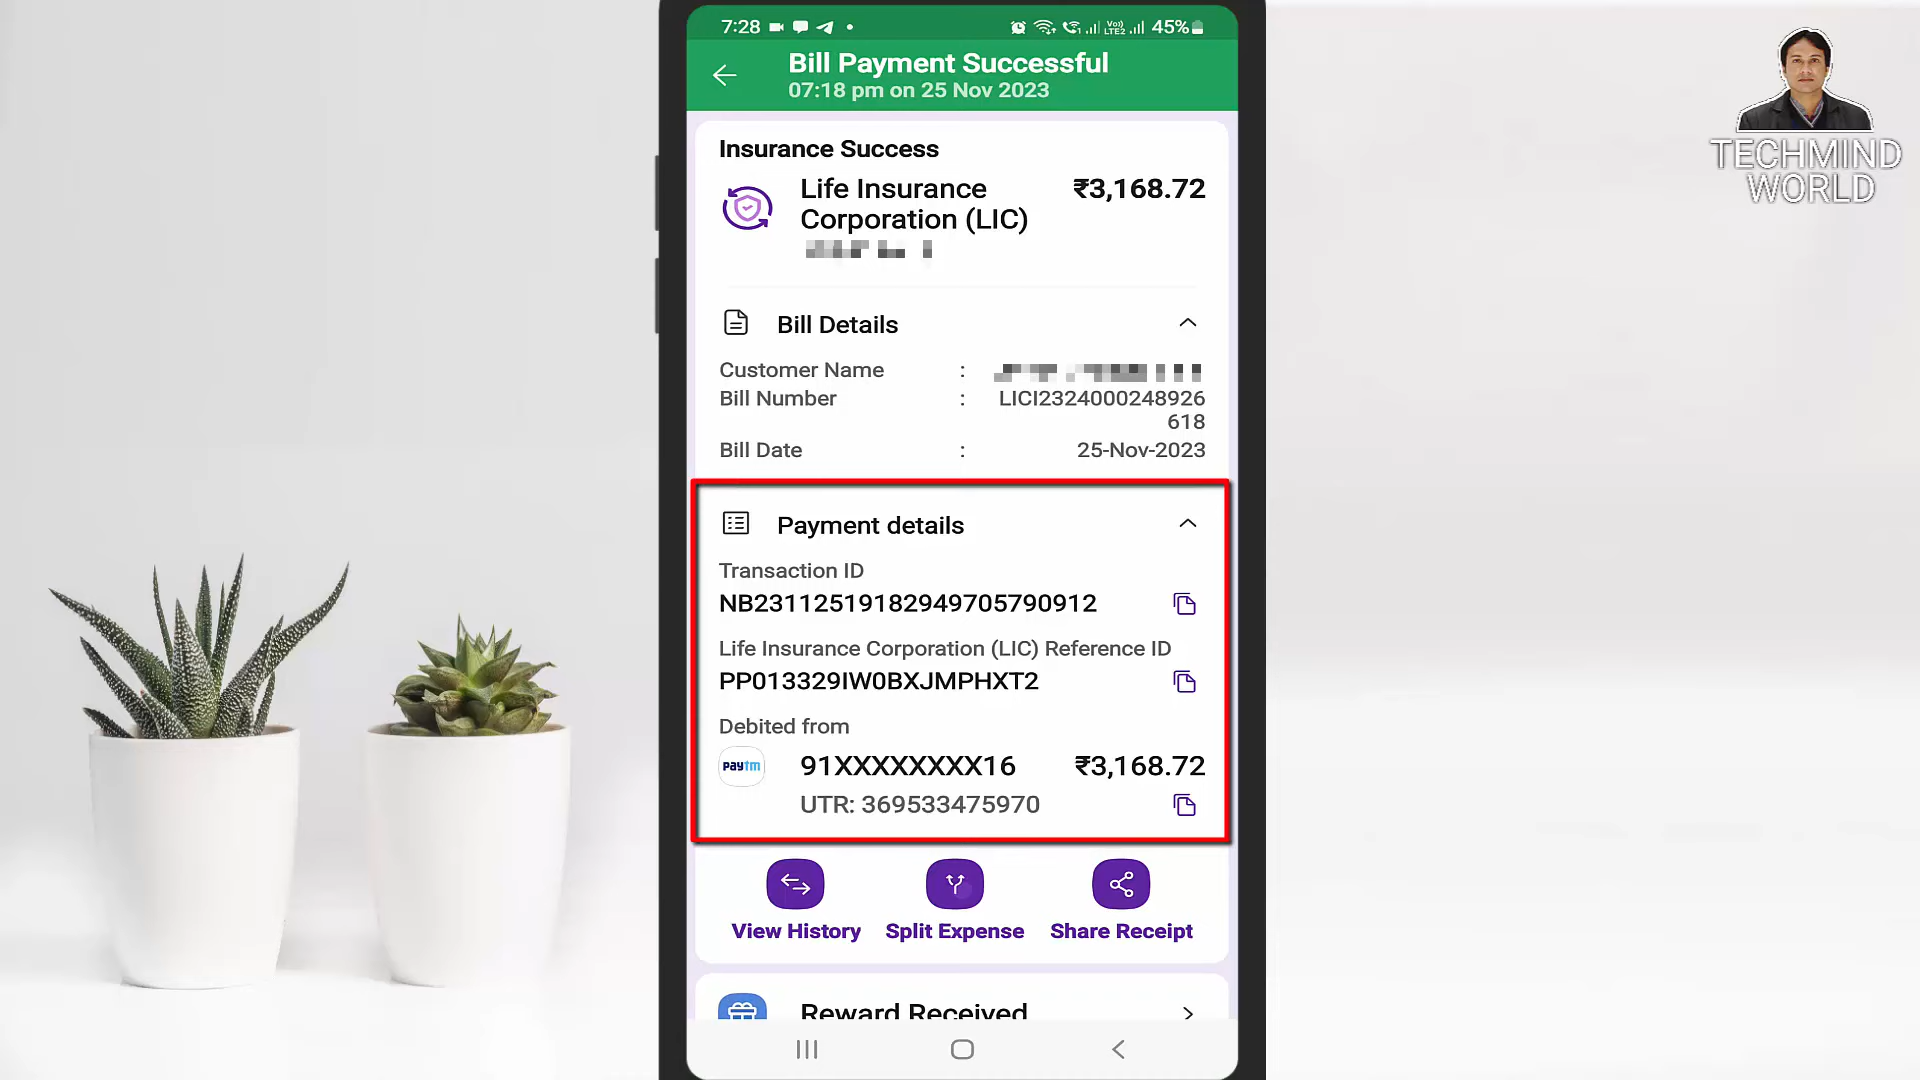 7:28
Voo)
LTE2
45%
Bill Payment Successful
07:18 pm on 25 Nov 2023
TECHMIND
WORLD
Insurance Success
Life Insurance
Corporation (LIC)
₹3,168.72
Bill Details
Customer Name :
Bill Number : LICI2324000248926
618
Bill Date : 25-Nov-2023
Payment details
Transaction ID
NB23112519182949705790912
Life Insurance Corporation (LIC) Reference ID
PP013329IW0BXJMPHXT2
Debited from
paytm 91XXXXXXXX16 ₹3,168.72
UTR: 369533475970
View History Split Expense Share Receipt
Reward Received